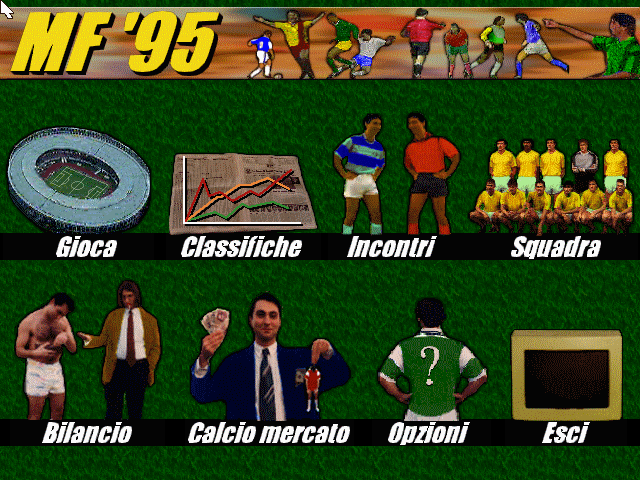 MF '95
Gioca
Classifiche
Incontri
Squadra
?
Bilancio
Calcio mercato
Opzioni
Esci